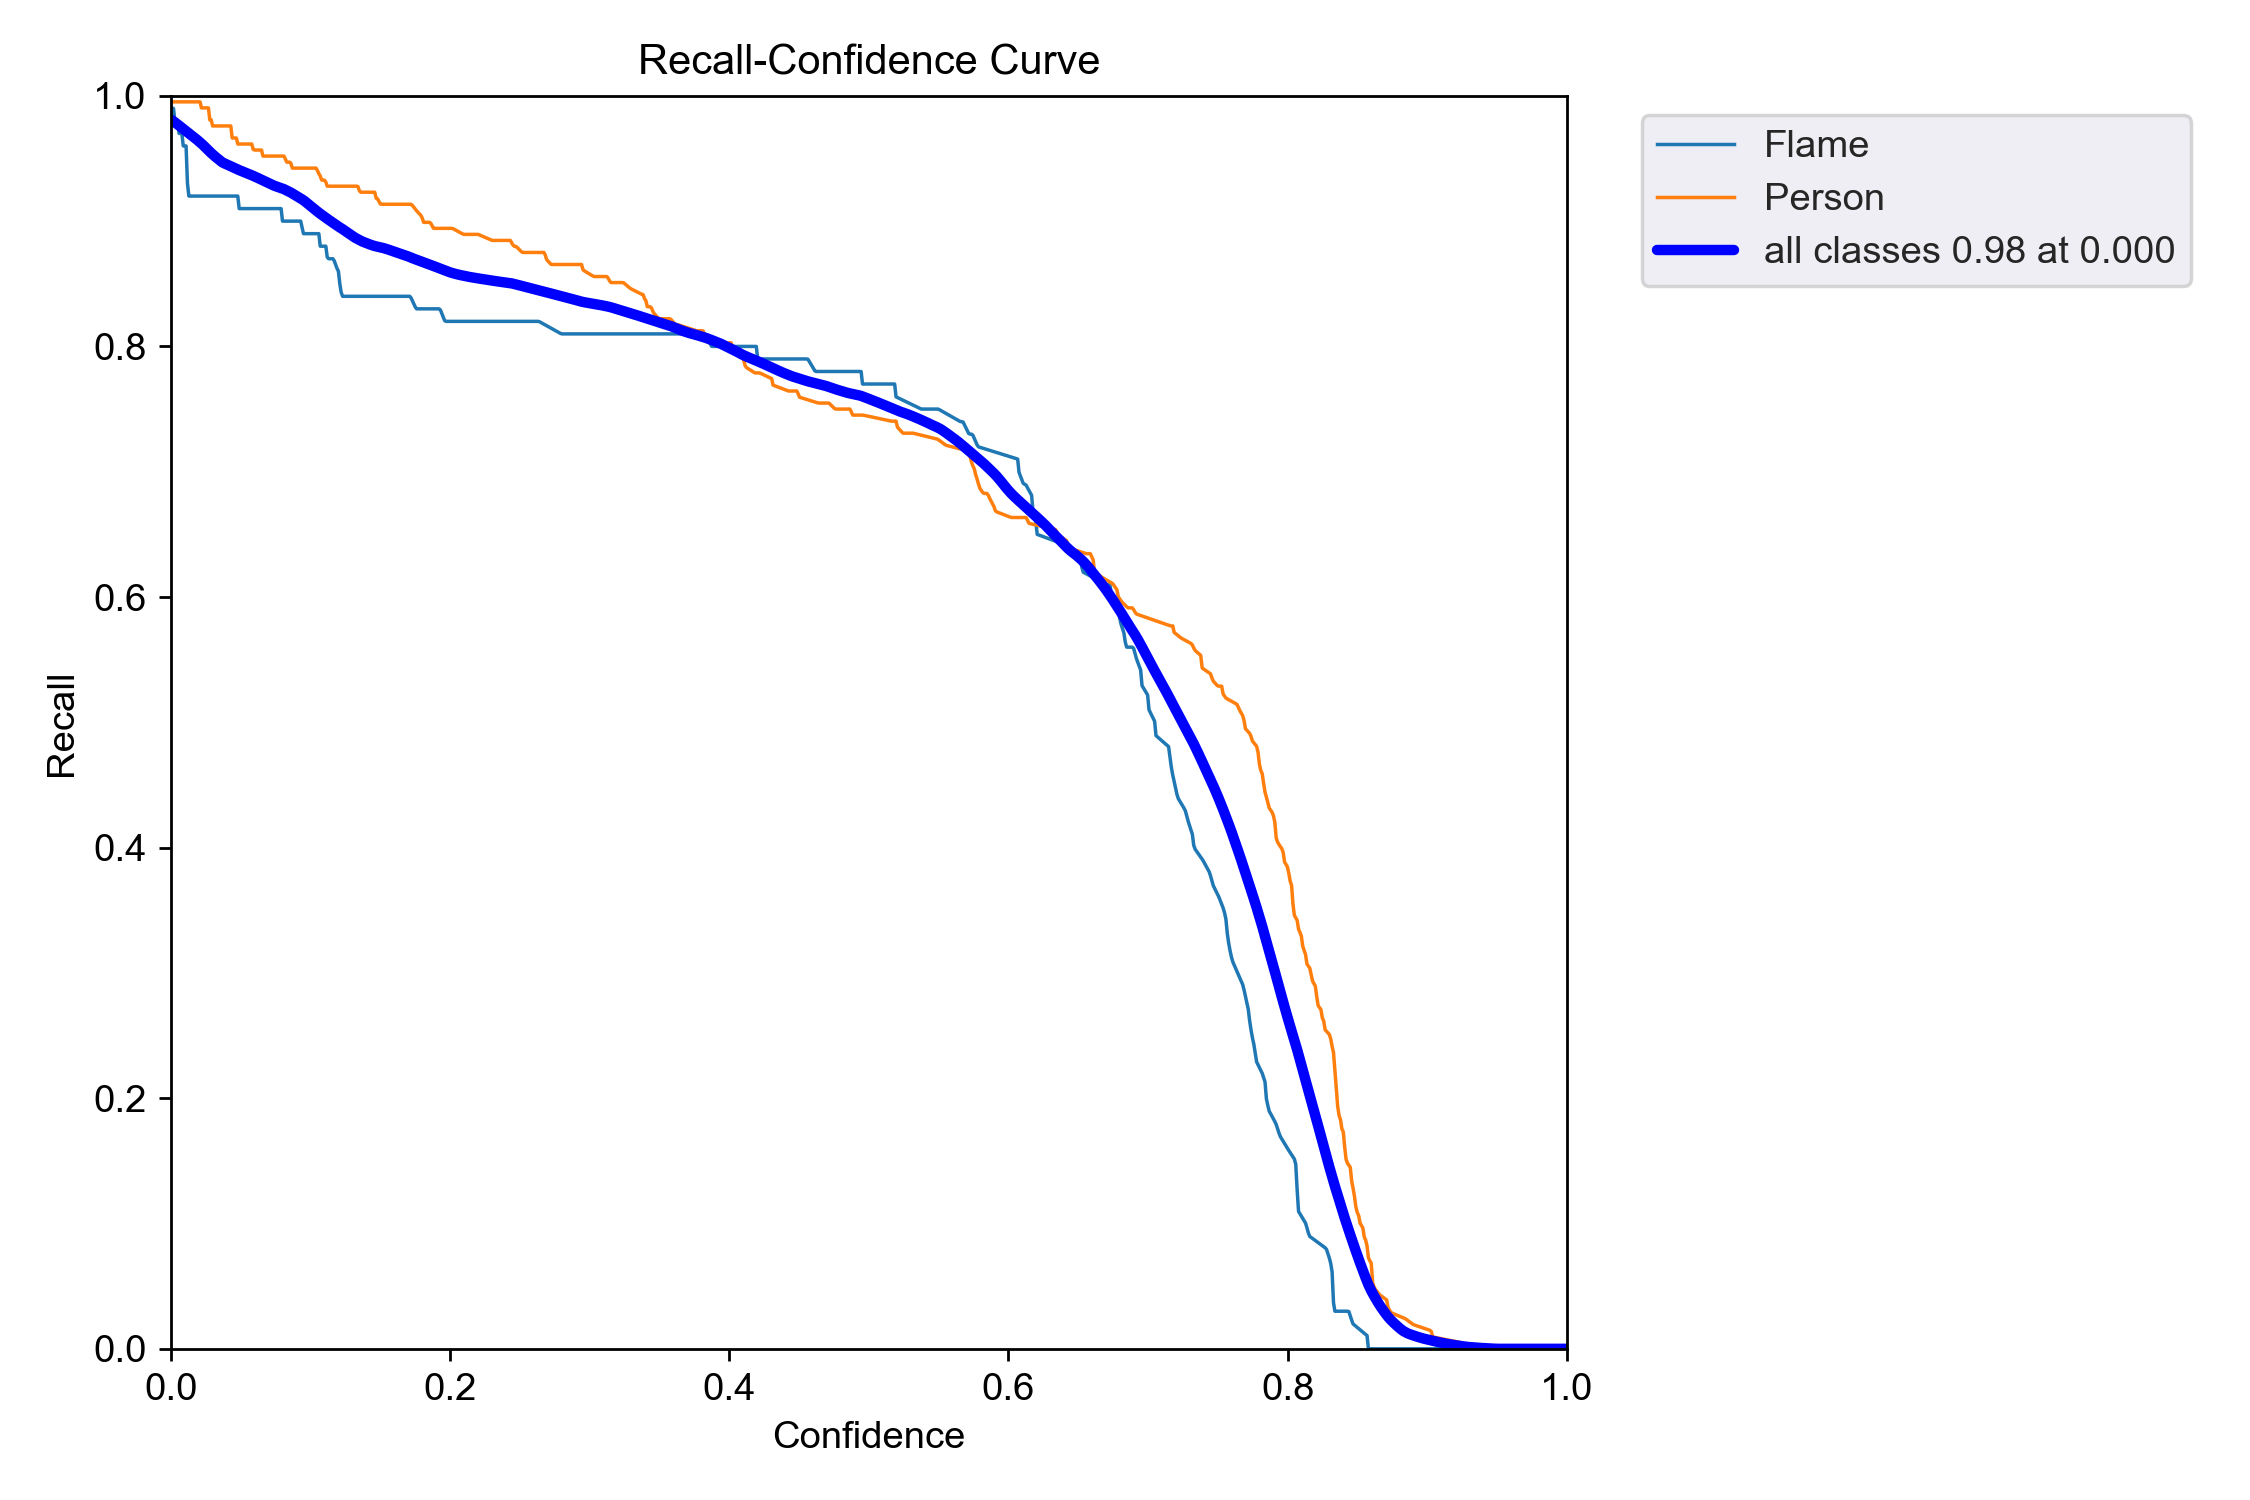 Recall-Confidence Curve
1.0
0.8
0.6
0.4
0.2
0.0
Recall
0.0 0.2 0.4 0.6 0.8 1.0
Confidence
Flame
Person
all classes 0.98 at 0.000